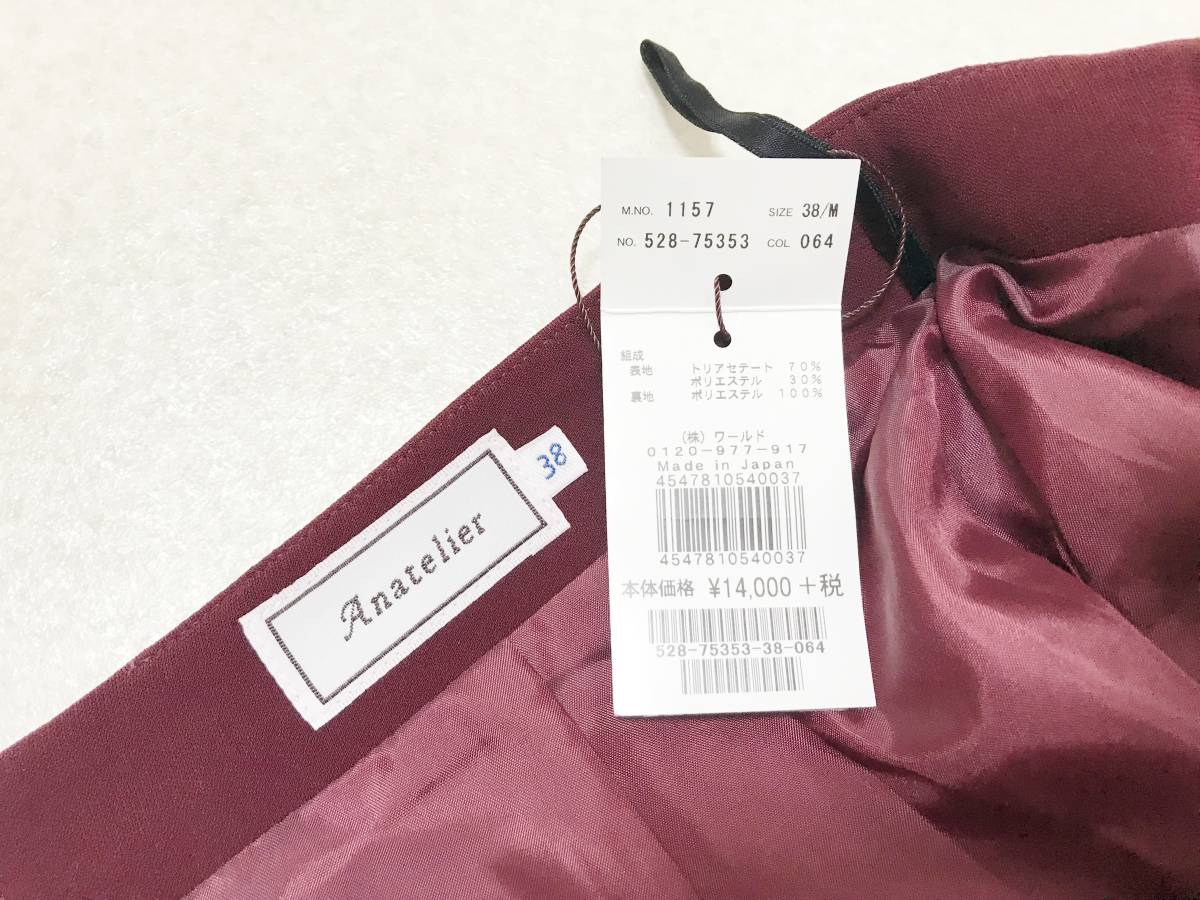 M.NO. 1157 SIZE 38/M
NO. 528-75353 COL 064
組成
表地 トリアセテート 70%
ポリエステル 30%
裏地 ポリエステル 100%
(株)ワールド
0120-977-917
Made in Japan
4547810540037
4547810540037
本体価格 ¥14,000 +税
528-75353-38-064
38
Anatelier